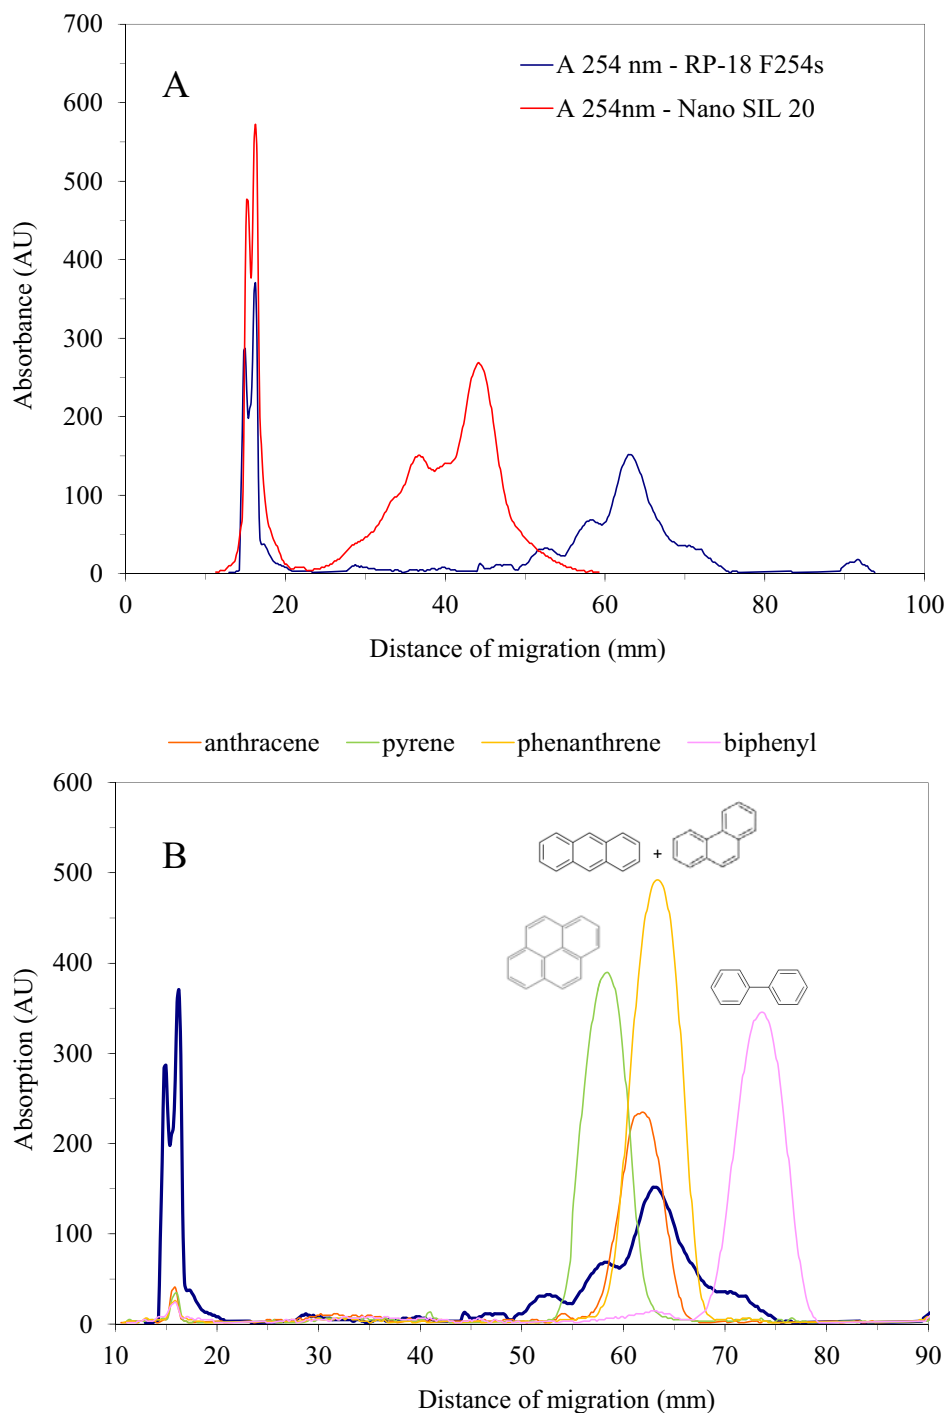 700
600
500
400
300
200
100
0
Absorbance (AU)
A
A 254 nm - RP-18 F254s
A 254nm - Nano SIL 20
0 20 40 60 80 100
Distance of migration (mm)
anthracene pyrene phenanthrene biphenyl
600
500
400
300
200
100
0
Absorption (AU)
B
+
10 20 30 40 50 60 70 80 90
Distance of migration (mm)